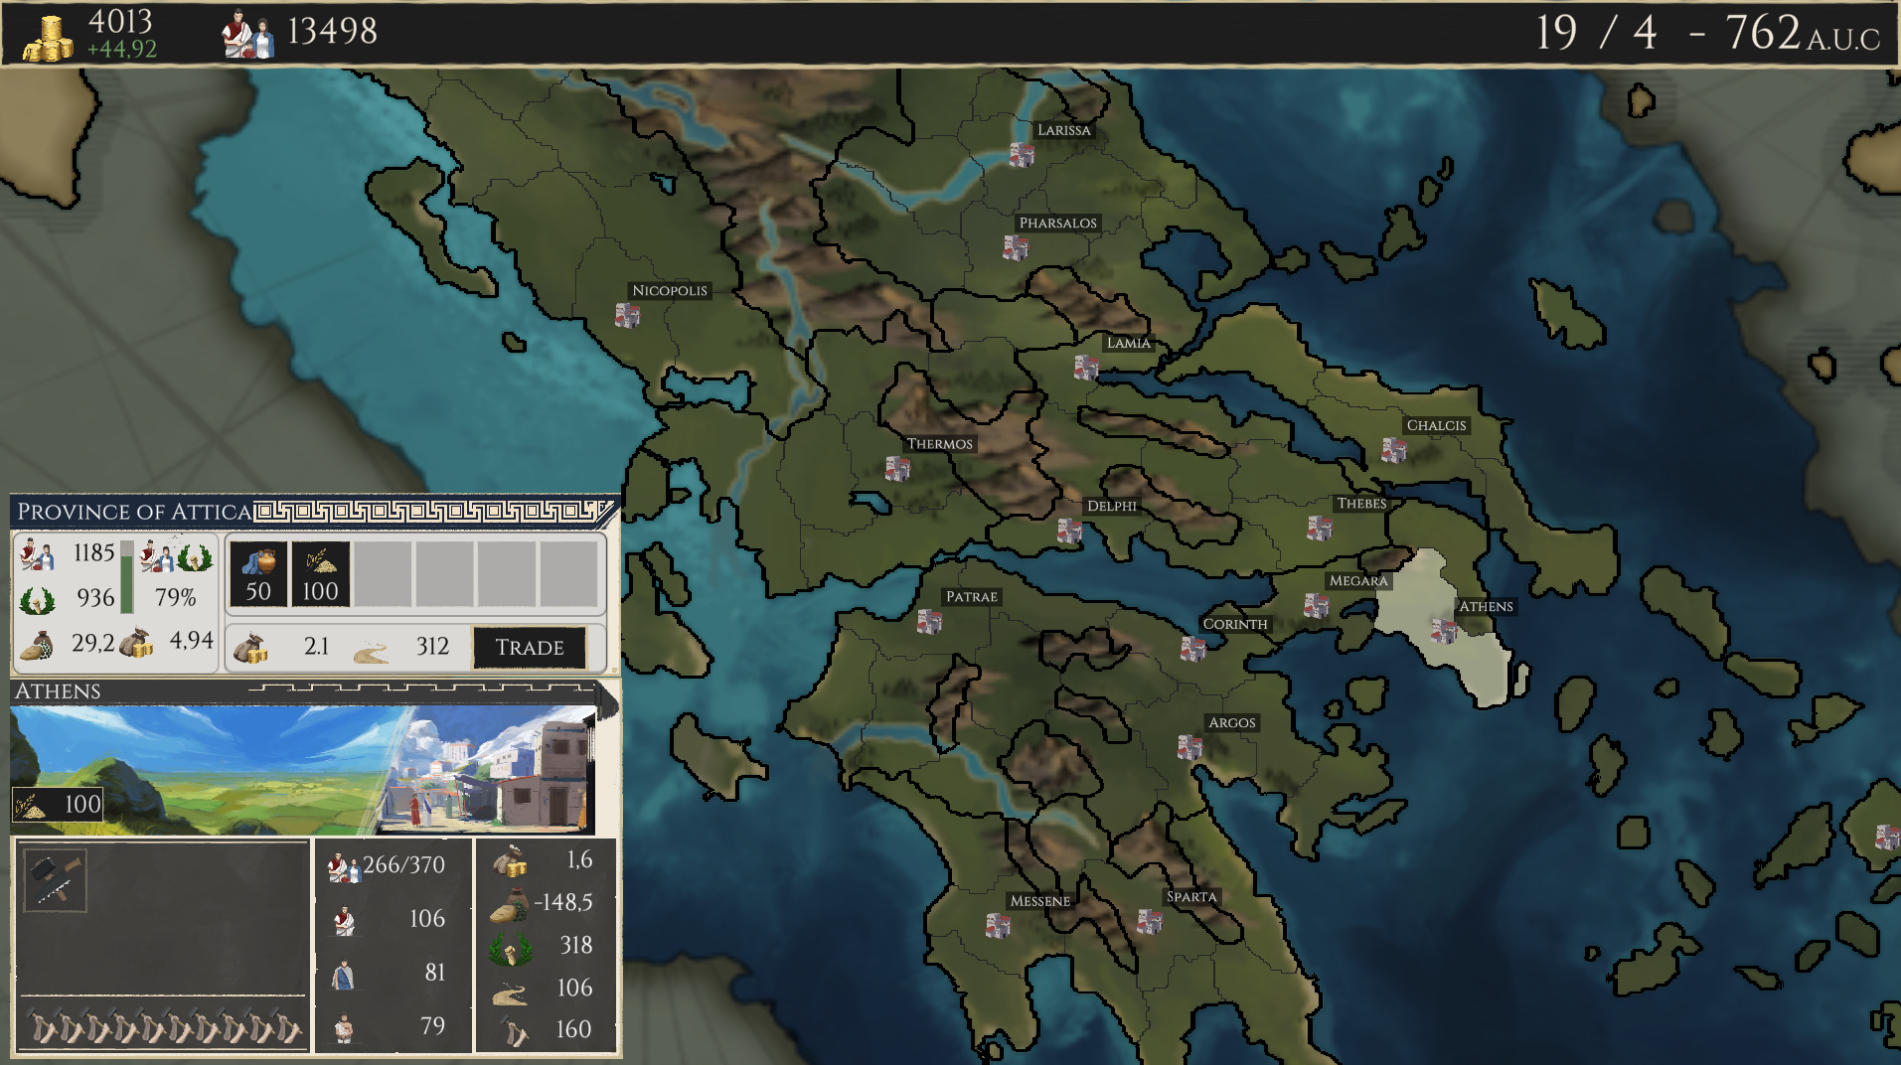 4013
+44,92
13498
19 / 4 - 762 A.U.C
LARISSA
PHARSALOS
NICOPOLIS
LAMIA
CHALCIS
THERMOS
DELPHI
THEBES
MEGARA
ATHENS
PATRAE
CORINTH
ARGOS
MESSENE
SPARTA
PROVINCE OF ATTICA
1185
936
79%
29,2
4,94
50
100
2.1
312
TRADE
ATHENS
100
266/370
106
81
79
1,6
-148,5
318
106
160